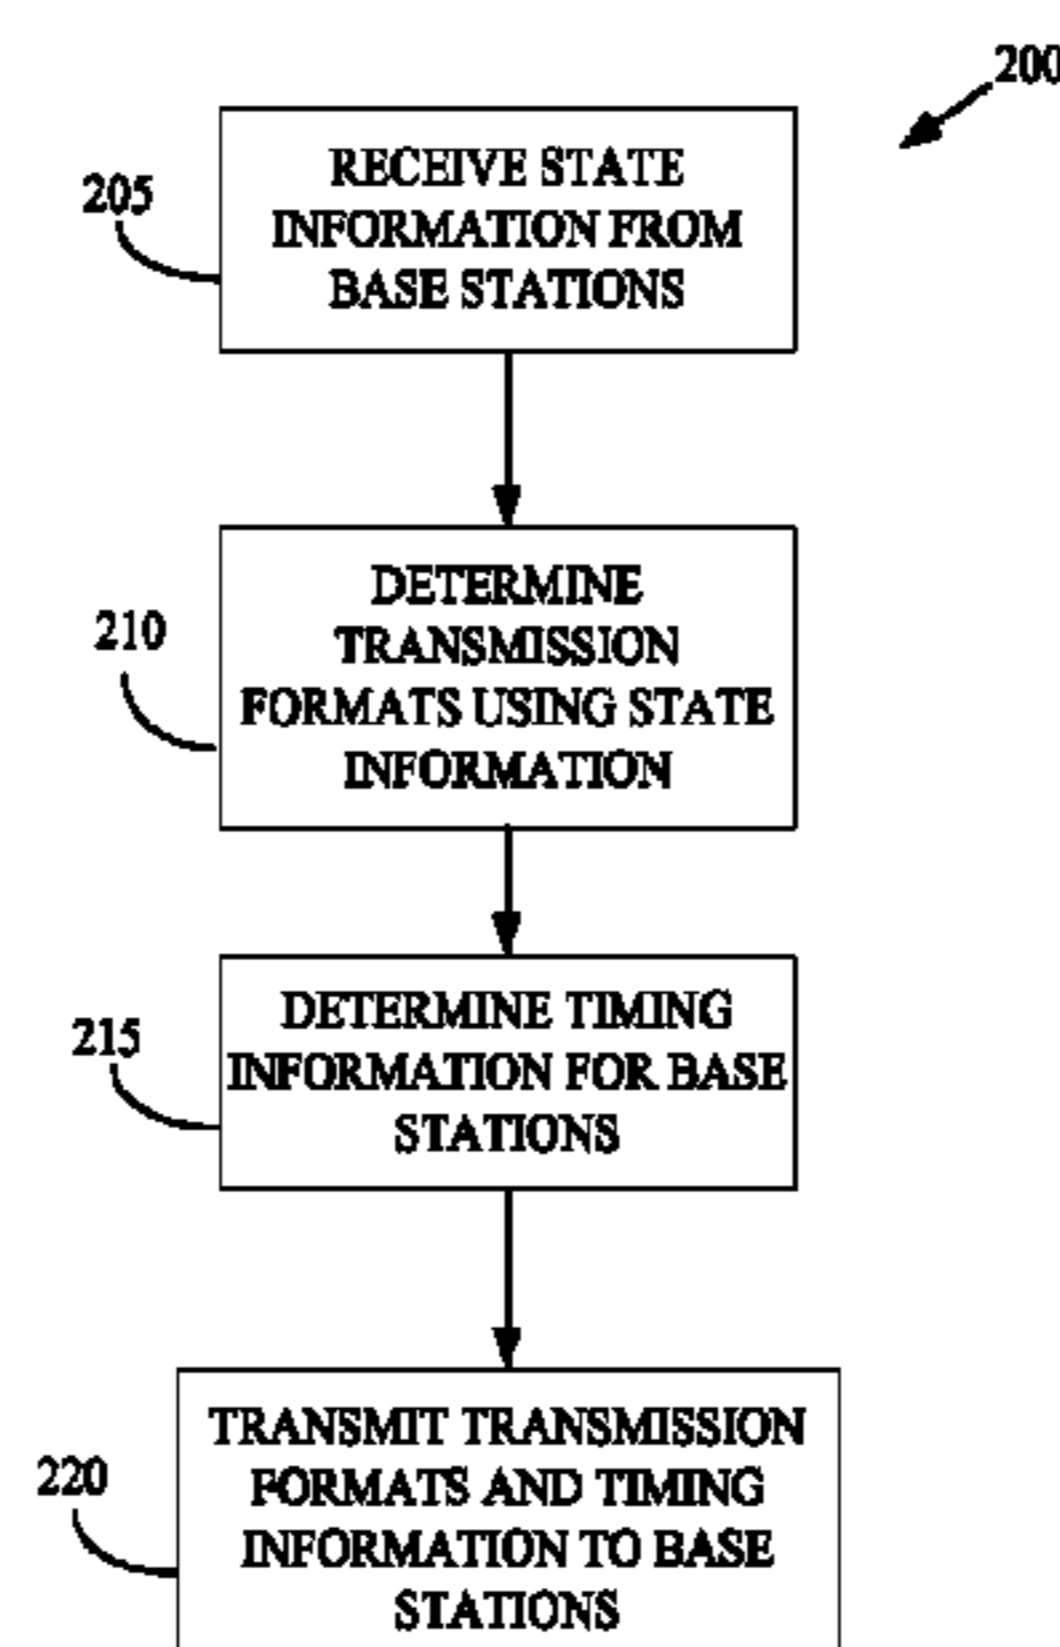 200
205
RECEIVE STATE
INFORMATION FROM
BASE STATIONS
210
DETERMINE
TRANSMISSION
FORMATS USING STATE
INFORMATION
215
DETERMINE TIMING
INFORMATION FOR BASE
STATIONS
220
TRANSMIT TRANSMISSION
FORMATS AND TIMING
INFORMATION TO BASE
STATIONS